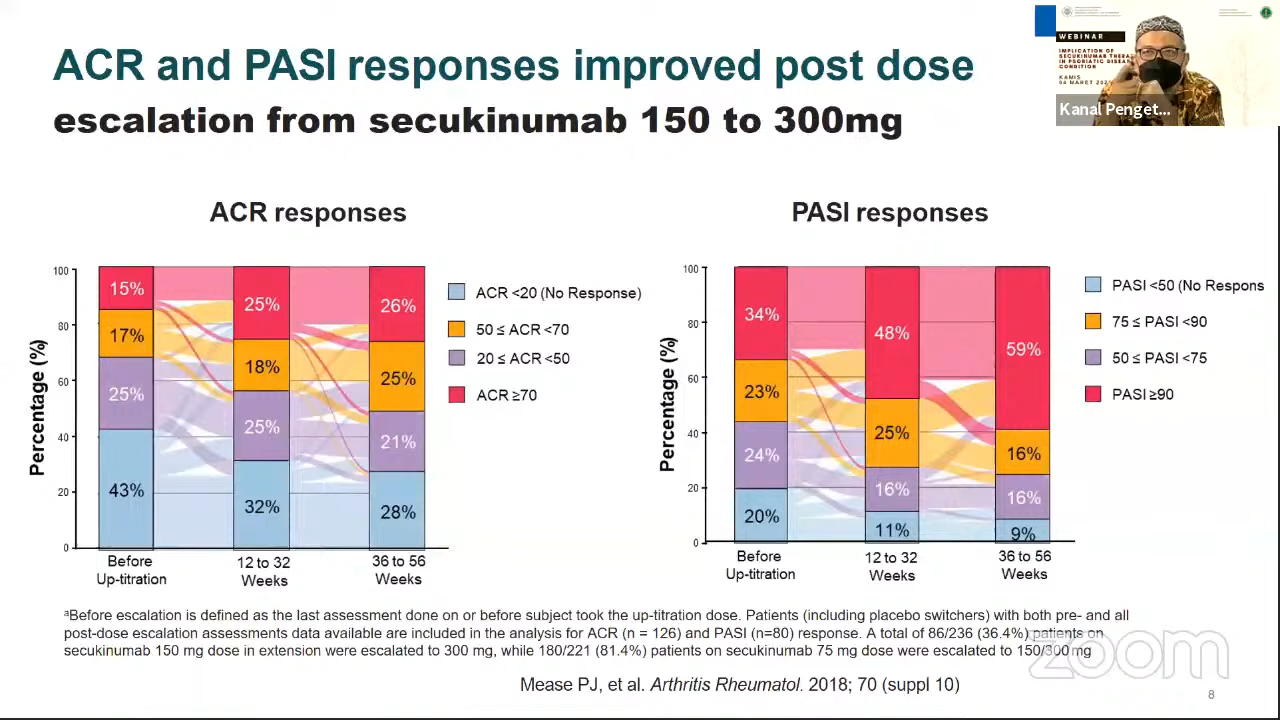 ACR and PASI responses improved post dose
escalation from secukinumab 150 to 300mg
WEBINAR
IMPLICATION OF
SECUKINUMAB THERA
IN PSORIATIC DISEA
CONDITION
KAMIS
Kanal Penget...
ACR responses
Percentage (%)
100
80
60
40
20
0
15%
17%
25%
43%
25%
18%
25%
32%
26%
25%
21%
28%
Before
Up-titration
12 to 32
Weeks
36 to 56
Weeks
ACR <20 (No Response)
50 ≤ ACR <70
20 ≤ ACR <50
ACR ≥70
PASI responses
Percentage (%)
100
80
60
40
20
0
34%
23%
24%
20%
48%
25%
16%
11%
59%
16%
16%
9%
Before
Up-titration
12 to 32
Weeks
36 to 56
Weeks
PASI <50 (No Respons
75 ≤ PASI <90
50 ≤ PASI <75
PASI ≥90
ᵃBefore escalation is defined as the last assessment done on or before subject took the up-titration dose. Patients (including placebo switchers) with both pre- and all
post-dose escalation assessments data available are included in the analysis for ACR (n = 126) and PASI (n=80) response. A total of 86/236 (36.4%) patients on
secukinumab 150 mg dose in extension were escalated to 300 mg, while 180/221 (81.4%) patients on secukinumab 75 mg dose were escalated to 150/300 mg
zoom
Mease PJ, et al. Arthritis Rheumatol. 2018; 70 (suppl 10)
8